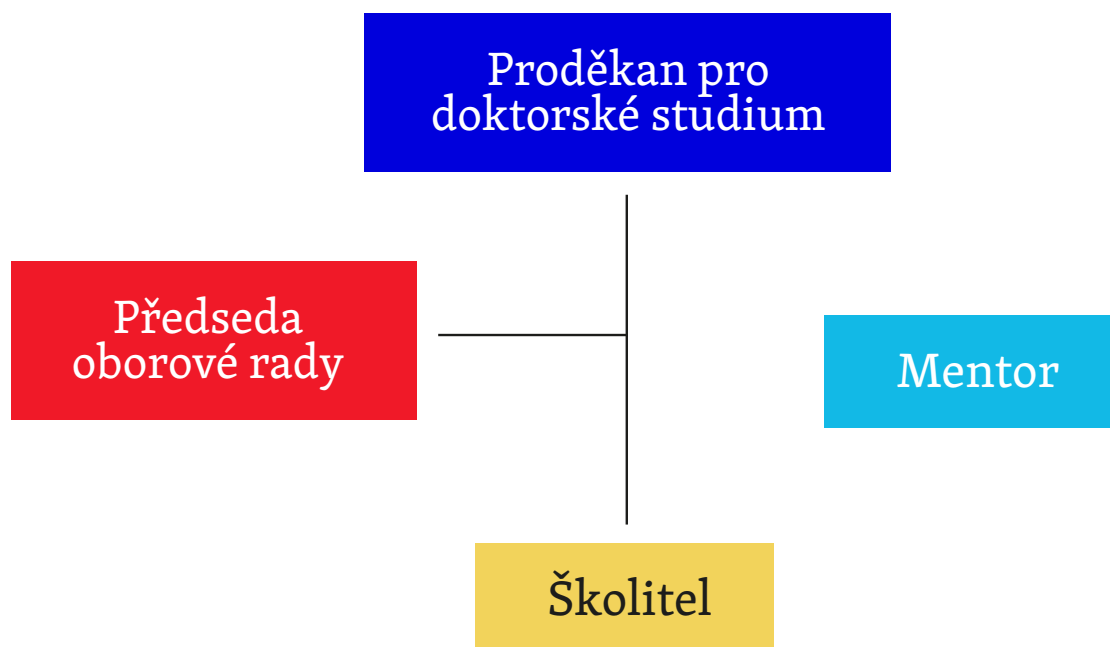 Proděkan pro
doktorské studium
Předseda
oborové rady
Mentor
Školitel